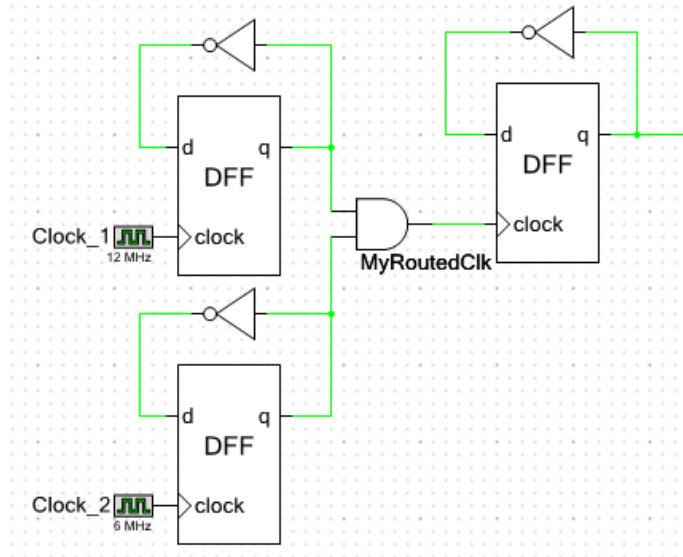 d q
DFF
Clock_1 clock
12 MHz
d q
DFF
clock
MyRoutedClk
d q
DFF
Clock_2 clock
6 MHz